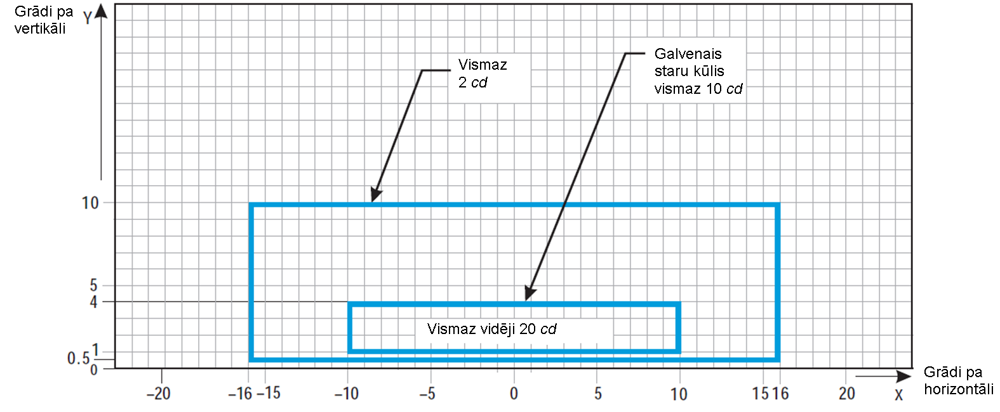 Grādi pa
vertikāli
Y
Vismaz
2 cd
Galvenais
staru kūlis
vismaz 10 cd
10
5
4
Vismaz vidēji 20 cd
1
0.5
0
–20
–16
–15
–10
–5
0
5
10
15
16
20
X
Grādi pa
horizontāli